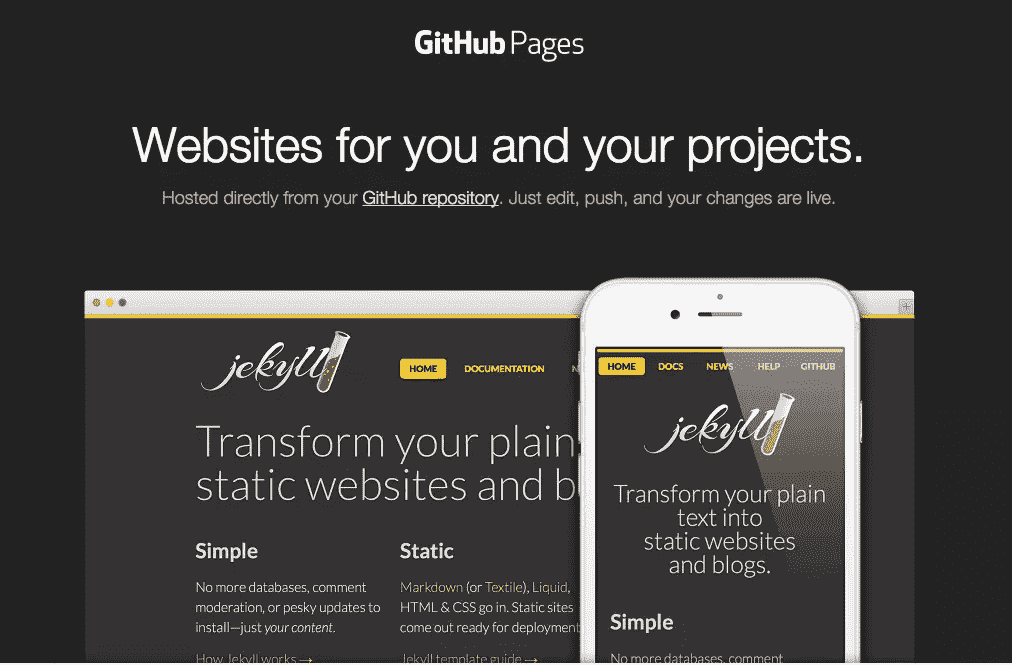 GitHub Pages
Websites for you and your projects.
Hosted directly from your GitHub repository. Just edit, push, and your changes are live.
jekyll
HOME DOCUMENTATION N
Transform your plain
static websites and b
Simple
No more databases, comment
moderation, or pesky updates to
install—just your content.
How Jekyll works →
Static
Markdown (or Textile), Liquid,
HTML & CSS go in. Static sites
come out ready for deployment
Jekyll template guide →
HOME DOCS NEWS HELP GITHUB
jekyll
Transform your plain
text into
static websites
and blogs.
Simple
No more databases, comment